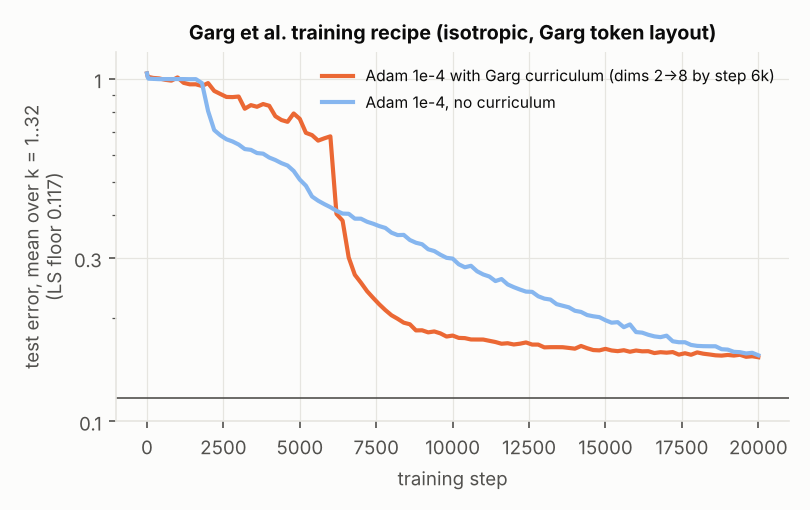 Garg et al. training recipe (isotropic, Garg token layout)
Adam 1e-4 with Garg curriculum (dims 2→8 by step 6k)
Adam 1e-4, no curriculum
test error, mean over k = 1..32
(LS floor 0.117)
1
0.3
0.1
0 2500 5000 7500 10000 12500 15000 17500 20000
training step